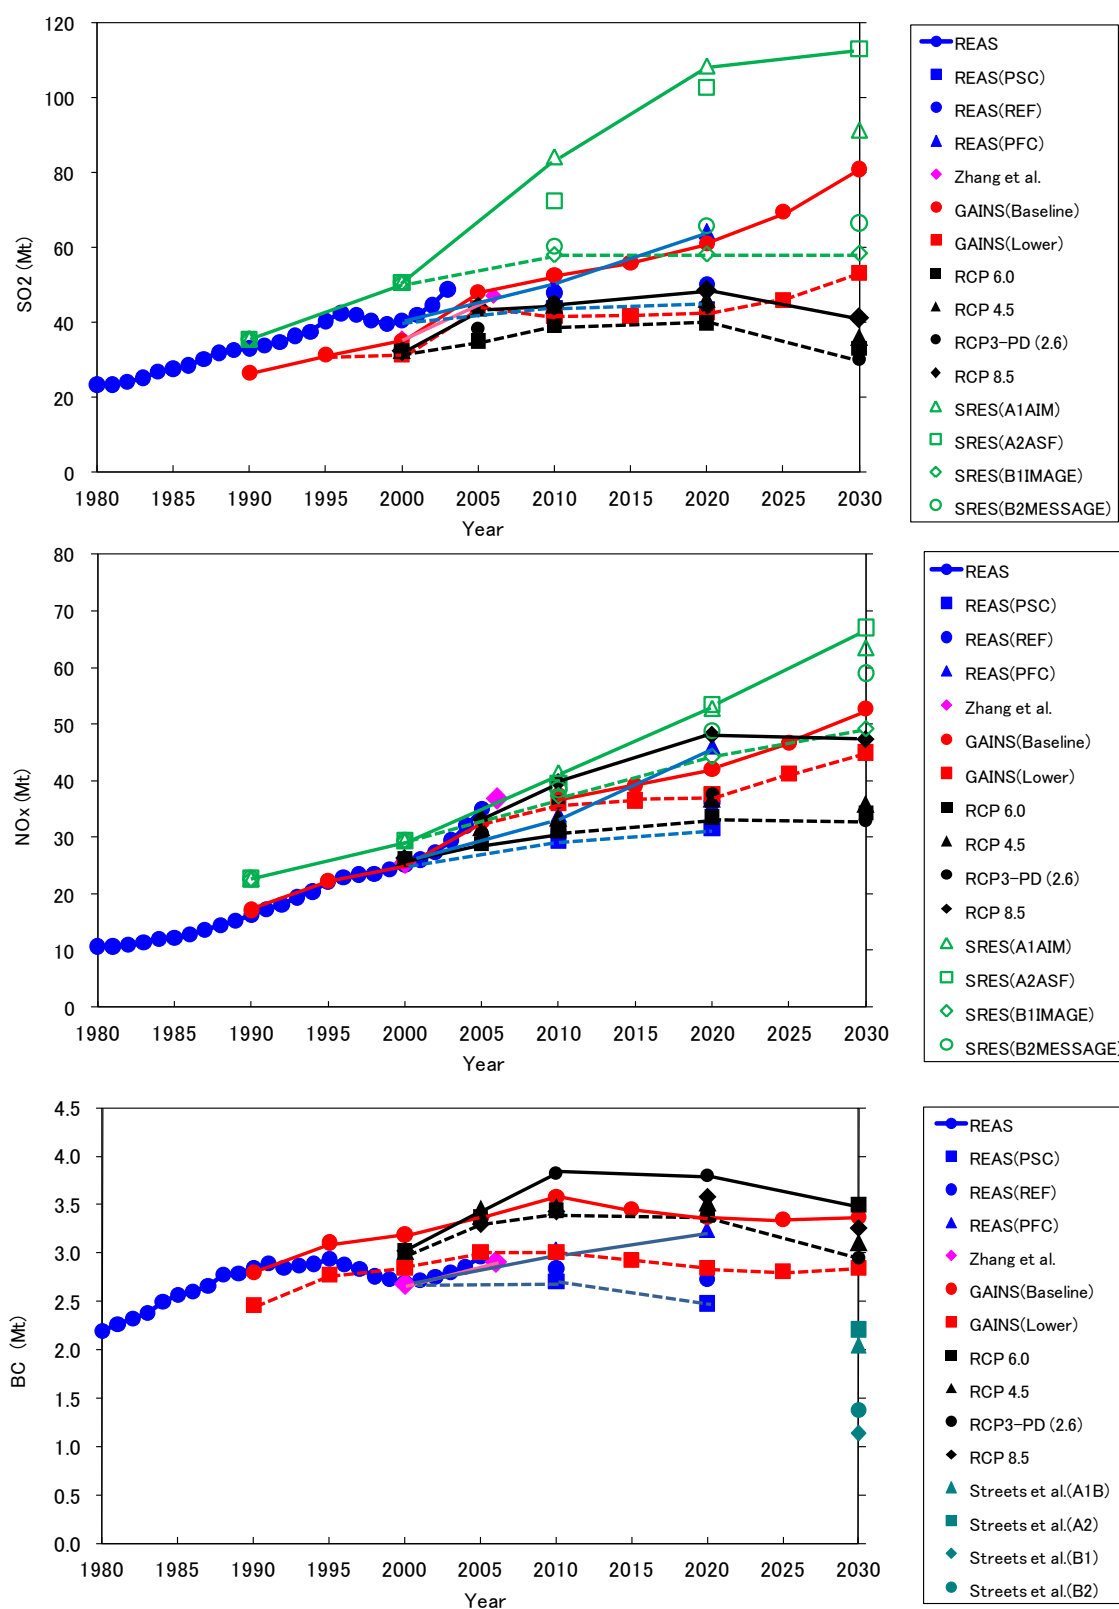 120
100
80
60
40
20
0
SO2 (Mt)
1980 1985 1990 1995 2000 2005 2010 2015 2020 2025 2030
Year
REAS
REAS(PSC)
REAS(REF)
REAS(PFC)
Zhang et al.
GAINS(Baseline)
GAINS(Lower)
RCP 6.0
RCP 4.5
RCP3-PD (2.6)
RCP 8.5
SRES(A1AIM)
SRES(A2ASF)
SRES(B1IMAGE)
SRES(B2MESSAGE)
80
70
60
50
40
30
20
10
0
NOx (Mt)
1980 1985 1990 1995 2000 2005 2010 2015 2020 2025 2030
Year
REAS
REAS(PSC)
REAS(REF)
REAS(PFC)
Zhang et al.
GAINS(Baseline)
GAINS(Lower)
RCP 6.0
RCP 4.5
RCP3-PD (2.6)
RCP 8.5
SRES(A1AIM)
SRES(A2ASF)
SRES(B1IMAGE)
SRES(B2MESSAGE)
4.5
4.0
3.5
3.0
2.5
2.0
1.5
1.0
0.5
0.0
BC (Mt)
1980 1985 1990 1995 2000 2005 2010 2015 2020 2025 2030
Year
REAS
REAS(PSC)
REAS(REF)
REAS(PFC)
Zhang et al.
GAINS(Baseline)
GAINS(Lower)
RCP 6.0
RCP 4.5
RCP3-PD (2.6)
RCP 8.5
Streets et al.(A1B)
Streets et al.(A2)
Streets et al.(B1)
Streets et al.(B2)